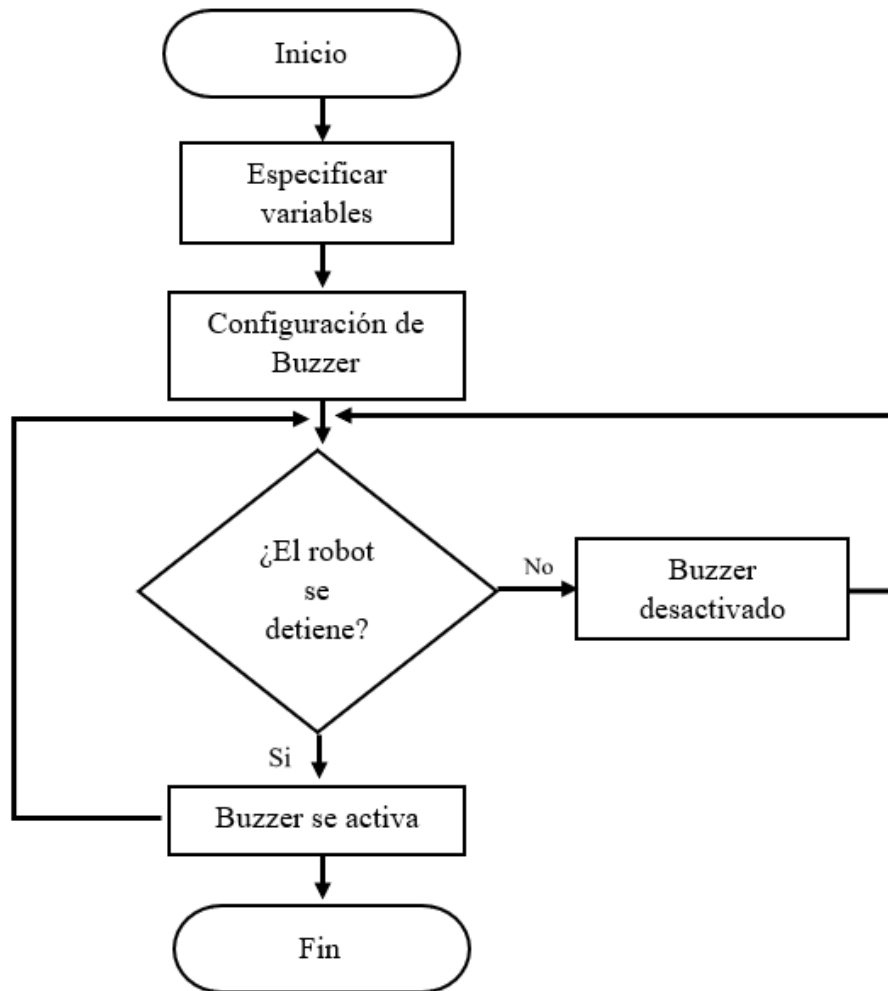 Inicio
Especificar
variables
Configuración de
Buzzer
¿El robot
se
detiene?
No
Buzzer
desactivado
Si
Buzzer se activa
Fin